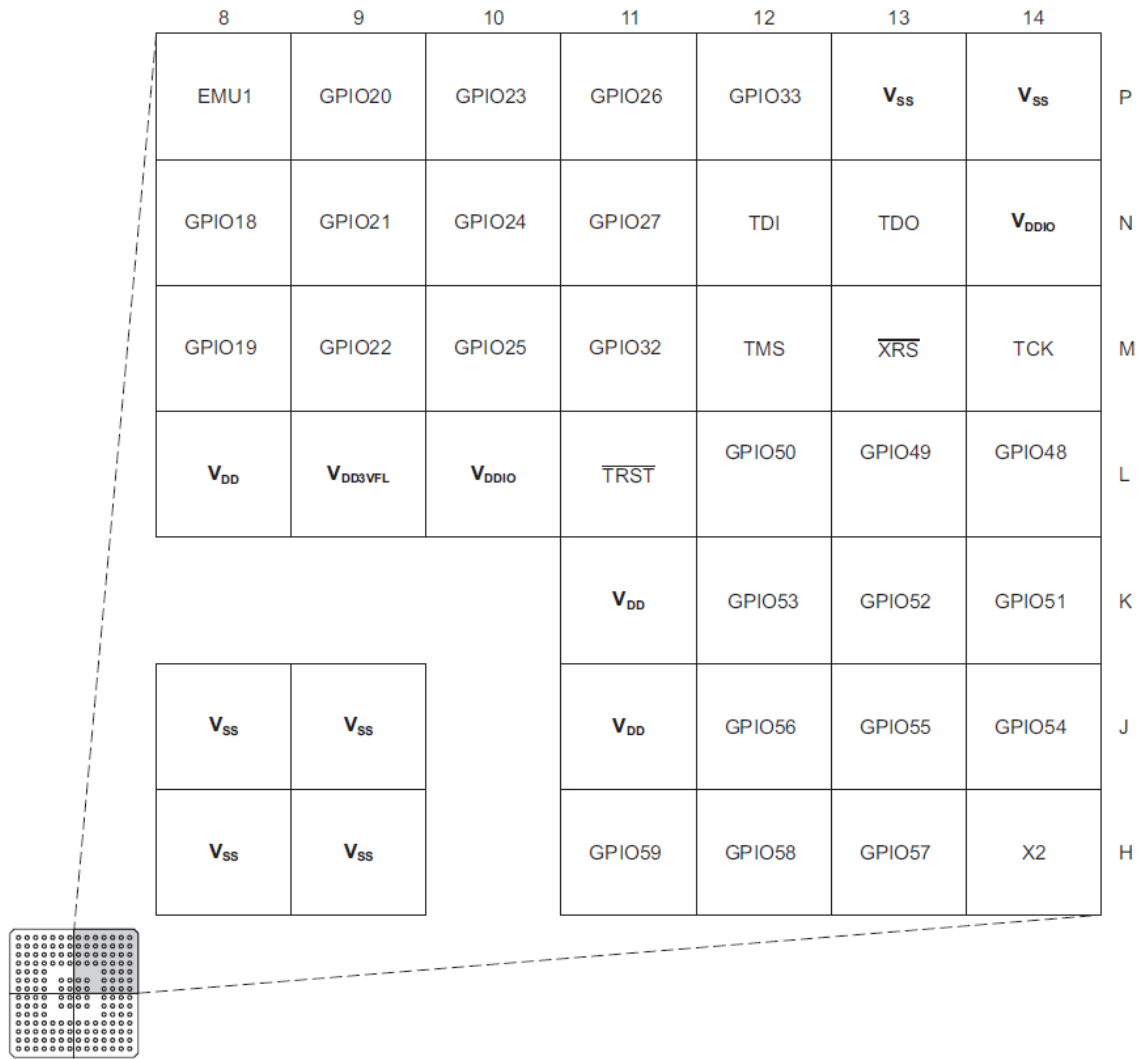 8 9 10 11 12 13 14
EMU1 GPIO20 GPIO23 GPIO26 GPIO33 VSS VSS P
GPIO18 GPIO21 GPIO24 GPIO27 TDI TDO VDDIO N
GPIO19 GPIO22 GPIO25 GPIO32 TMS X̅R̅S̅ TCK M
VDD VDD3VFL VDDIO T̅R̅S̅T̅ GPIO50 GPIO49 GPIO48 L
VDD GPIO53 GPIO52 GPIO51 K
VSS VSS VDD GPIO56 GPIO55 GPIO54 J
VSS VSS GPIO59 GPIO58 GPIO57 X2 H